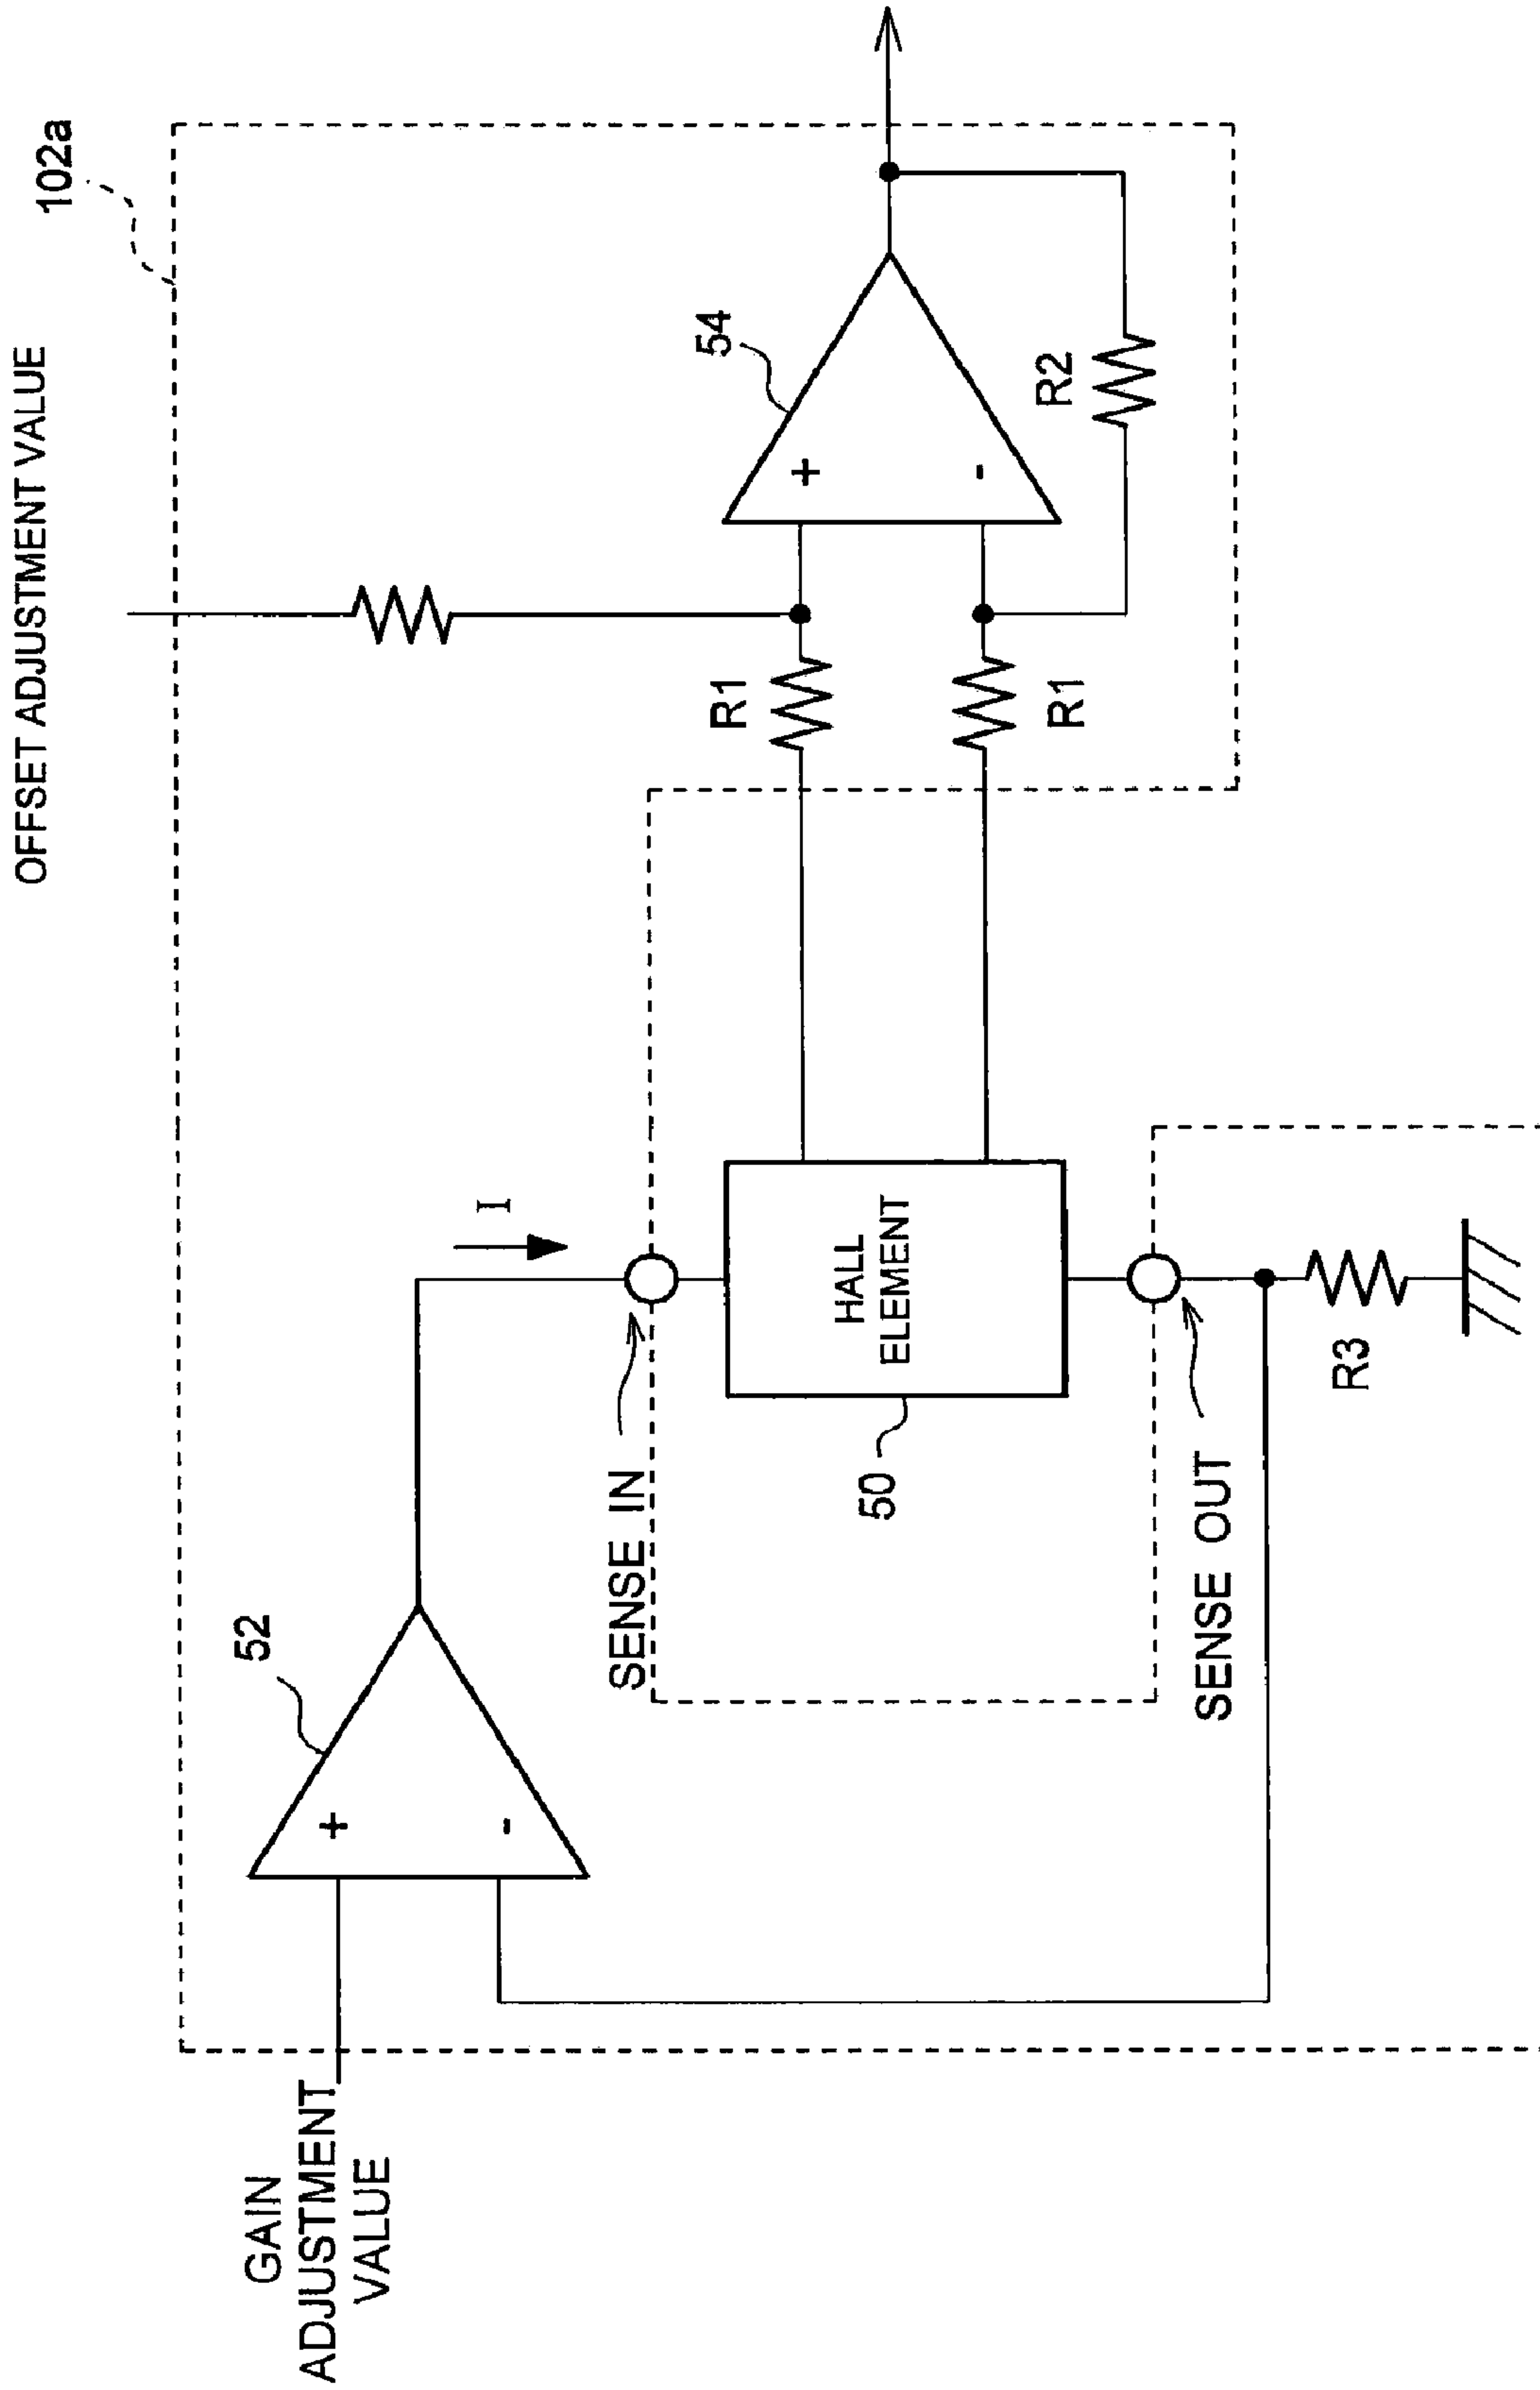 OFFSET ADJUSTMENT VALUE
102a
GAIN
ADJUSTMENT
VALUE
52
+
-
I
SENSE IN
HALL
ELEMENT
50
SENSE OUT
R3
R1
R1
54
+
-
R2